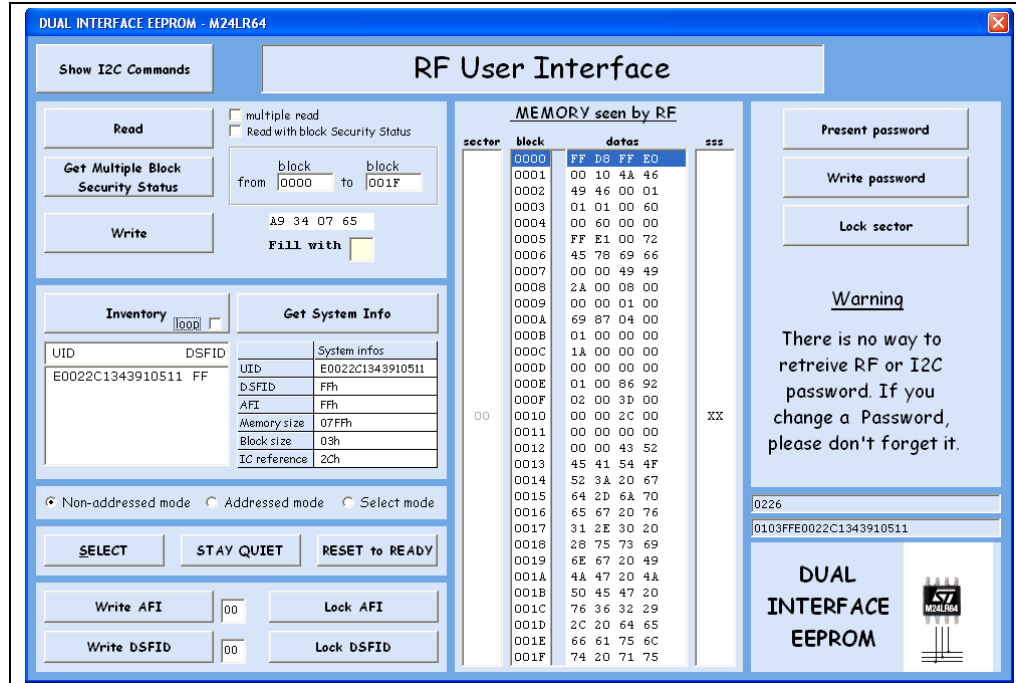 DUAL INTERFACE EEPROM - M24LR64
Show I2C Commands
RF User Interface
Read
multiple read
Read with block Security Status
Get Multiple Block
Security Status
block block
from 0000 to 001F
Write
A9 34 07 65
Fill with
Inventory
loop
Get System Info
UID DSFID
E0022C1343910511 FF
System infos
UID E0022C1343910511
DSFID FFh
AFI FFh
Memory size 07FFh
Block size 03h
IC reference 2Ch
Non-addressed mode Addressed mode Select mode
SELECT STAY QUIET RESET to READY
Write AFI 00 Lock AFI
Write DSFID 00 Lock DSFID
MEMORY seen by RF
sector block datas sss
0000 FF D8 FF E0
0001 00 10 4A 46
0002 49 46 00 01
0003 01 01 00 60
0004 00 60 00 00
0005 FF E1 00 72
0006 45 78 69 66
0007 00 00 49 49
0008 2A 00 08 00
0009 00 00 01 00
000A 69 87 04 00
000B 01 00 00 00
000C 1A 00 00 00
000D 00 00 00 00
000E 01 00 86 92
000F 02 00 3D 00
00 0010 00 00 2C 00 XX
0011 00 00 00 00
0012 00 00 43 52
0013 45 41 54 4F
0014 52 3A 20 67
0015 64 2D 6A 70
0016 65 67 20 76
0017 31 2E 30 20
0018 28 75 73 69
0019 6E 67 20 49
001A 4A 47 20 4A
001B 50 45 47 20
001C 76 36 32 29
001D 2C 20 64 65
001E 66 61 75 6C
001F 74 20 71 75
Present password
Write password
Lock sector
Warning
There is no way to
retreive RF or I2C
password. If you
change a Password,
please don't forget it.
0226
0103FFE0022C1343910511
DUAL
INTERFACE
EEPROM
ST
M24LR64